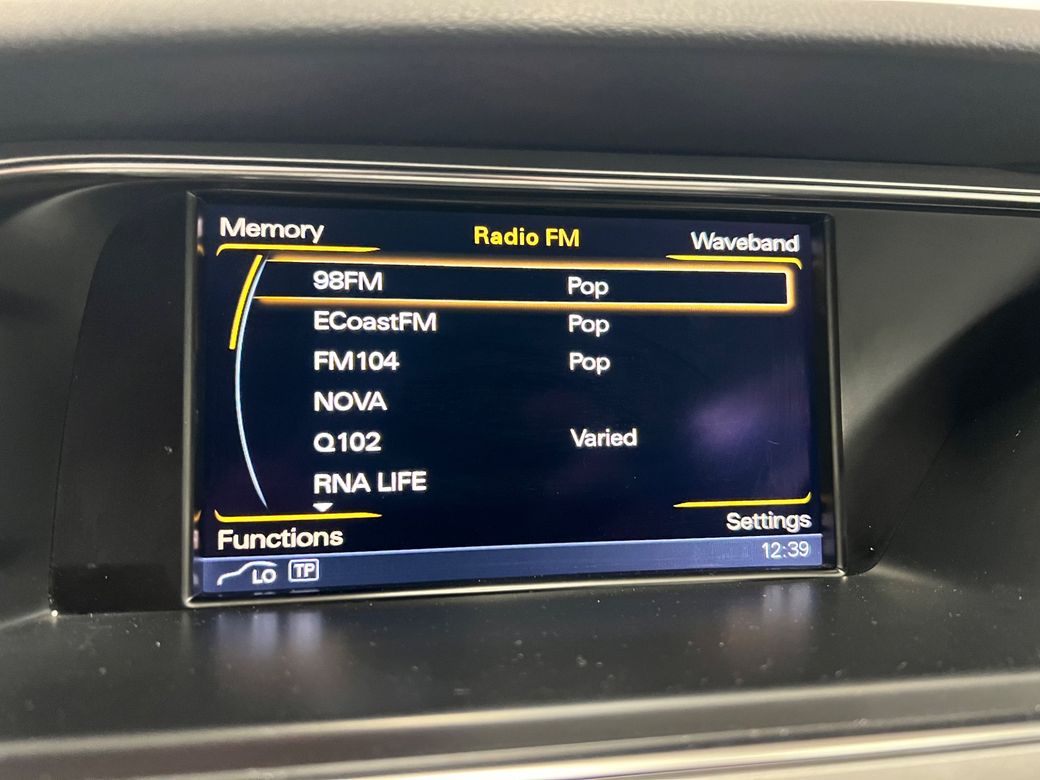 Memory Radio FM Waveband
98FM Pop
ECoastFM Pop
FM104 Pop
NOVA
Q102 Varied
RNA LIFE
Functions Settings
LO TP 12:39